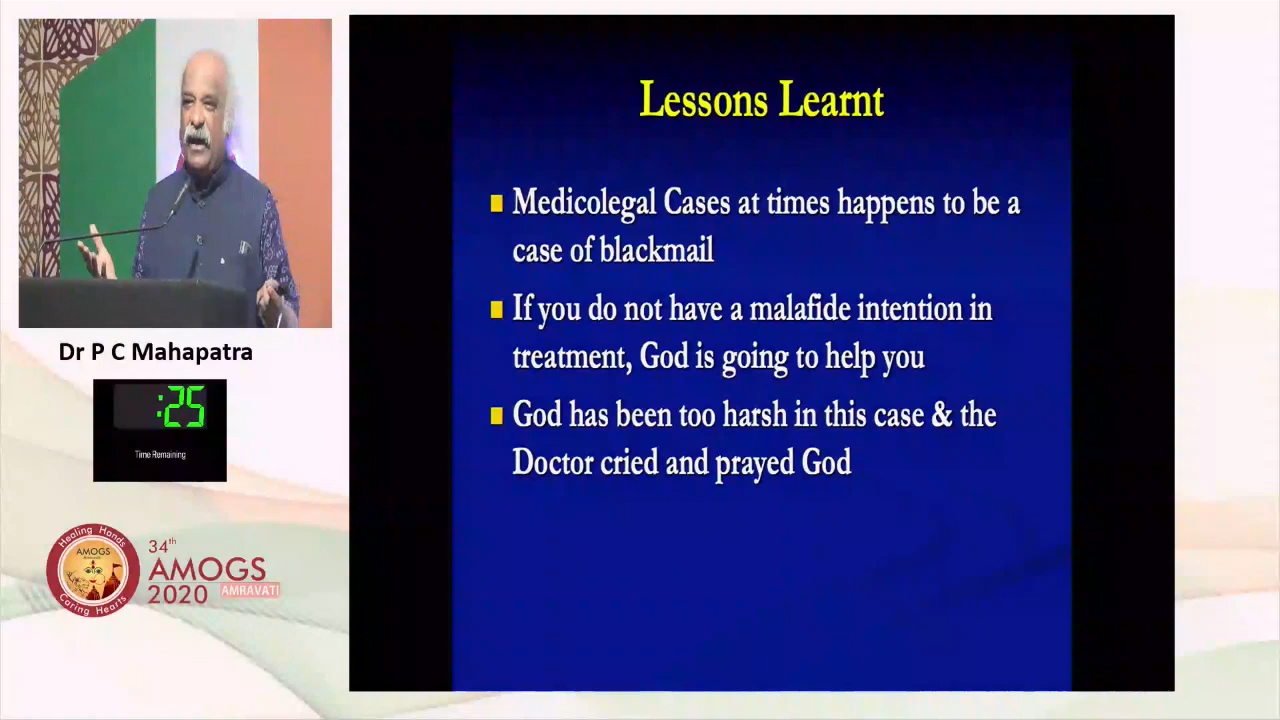 Lessons Learnt
Medicolegal Cases at times happens to be a
case of blackmail
If you do not have a malafide intention in
treatment, God is going to help you
God has been too harsh in this case & the
Doctor cried and prayed God
Dr P C Mahapatra
:25
Time Remaining
Healing Hands
AMOGS
Caring Hearts
34th
AMOGS
2020 AMRAVATI